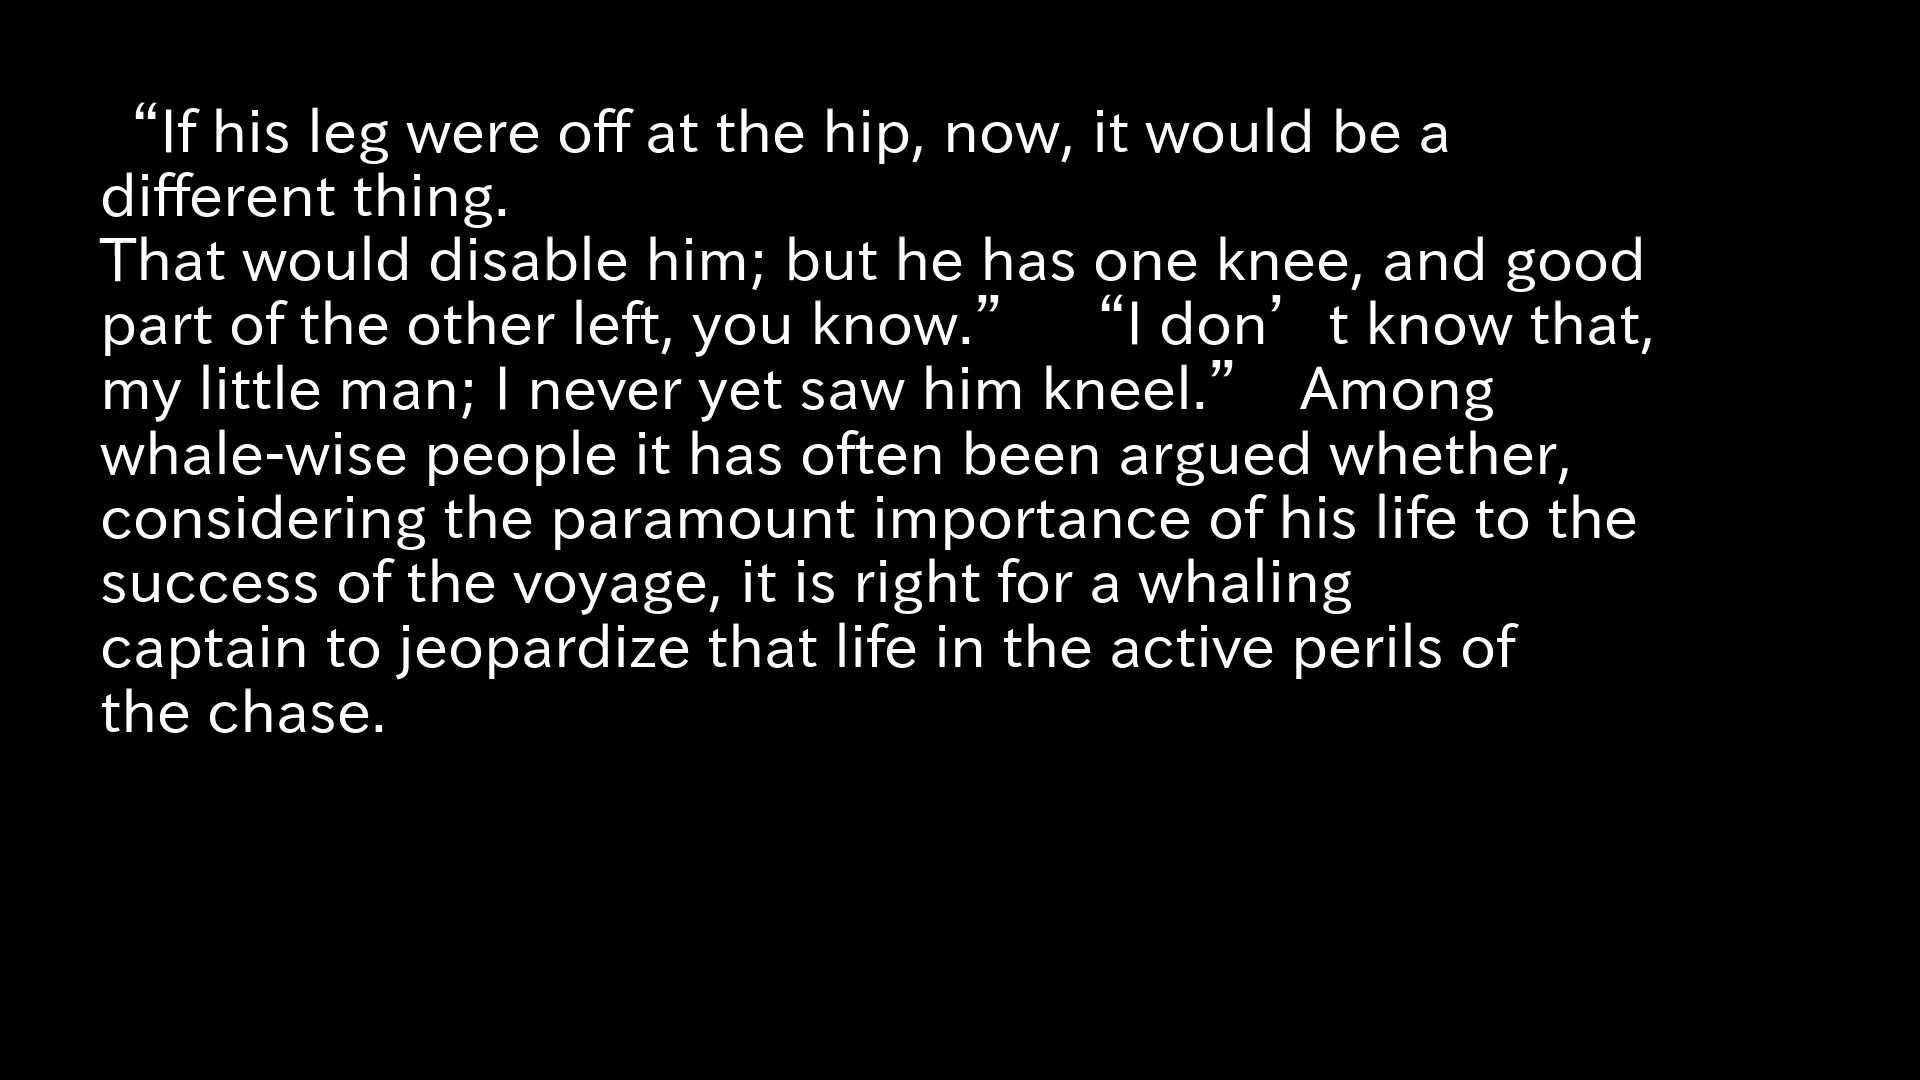 “If his leg were off at the hip, now, it would be a
different thing.
That would disable him; but he has one knee, and good
part of the other left, you know.” “I don’t know that,
my little man; I never yet saw him kneel.” Among
whale-wise people it has often been argued whether,
considering the paramount importance of his life to the
success of the voyage, it is right for a whaling
captain to jeopardize that life in the active perils of
the chase.